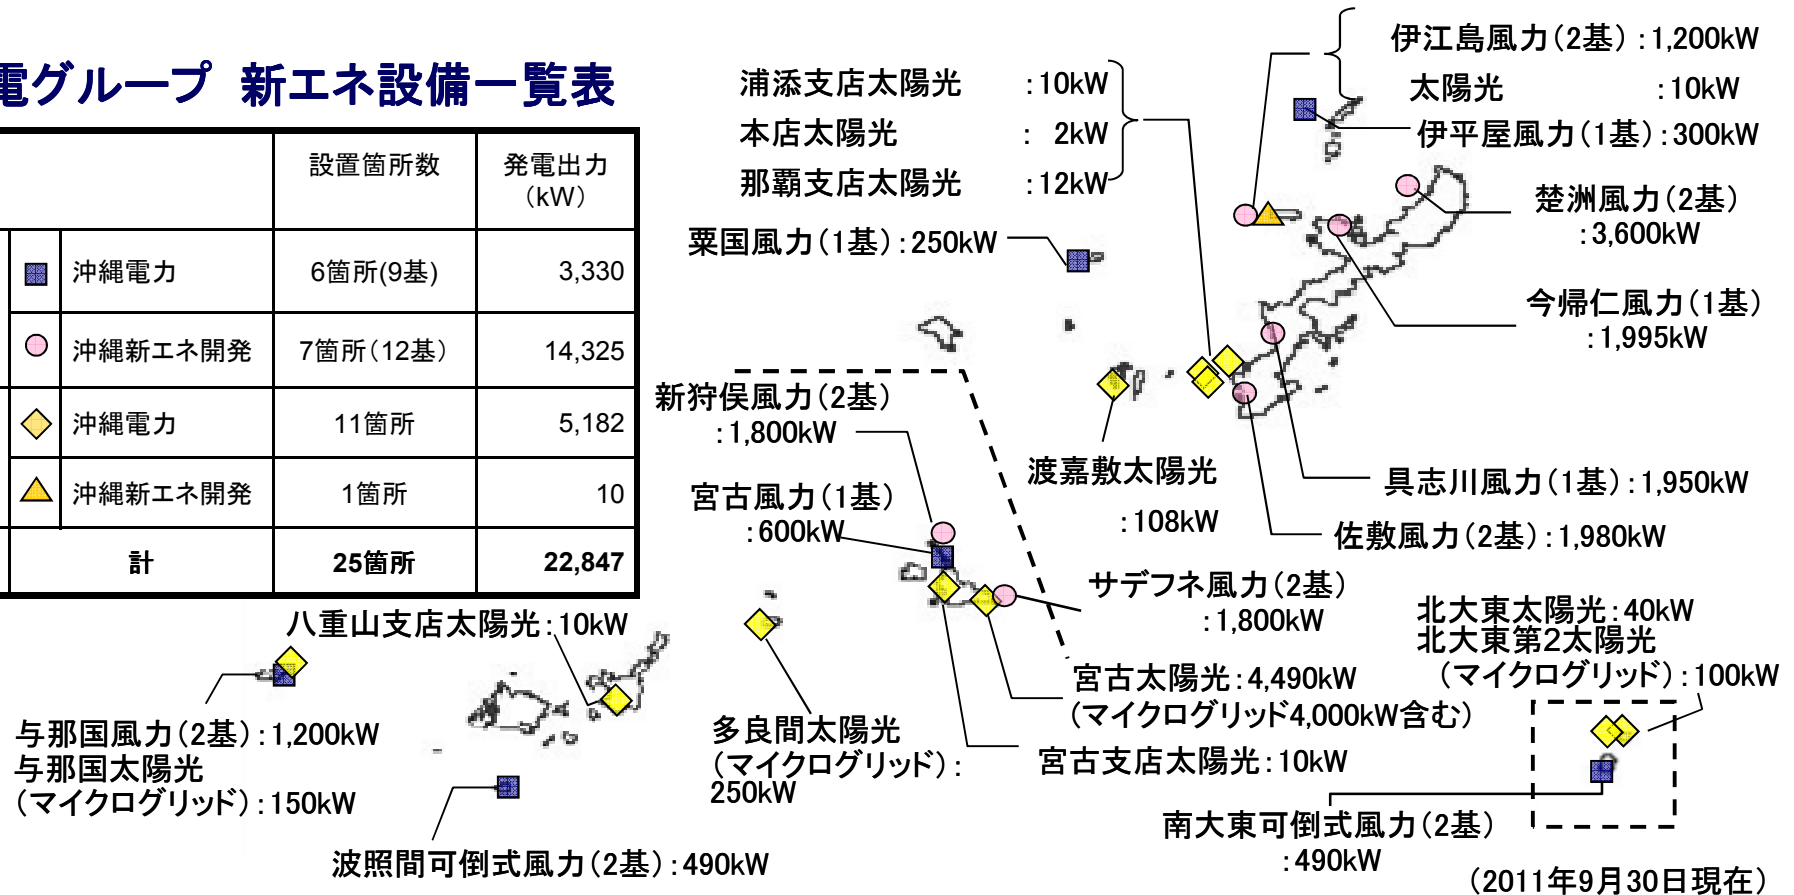 電グループ 新エネ設備一覧表
設置箇所数
発電出力
（kW）
沖縄電力
6箇所(9基)
3,330
沖縄新エネ開発
7箇所（12基）
14,325
沖縄電力
11箇所
5,182
沖縄新エネ開発
1箇所
10
計
25箇所
22,847
浦添支店太陽光 :10kW
本店太陽光 : 2kW
那覇支店太陽光 :12kW
伊江島風力(2基):1,200kW
太陽光 :10kW
伊平屋風力(1基):300kW
粟国風力(1基):250kW
楚洲風力(2基)
:3,600kW
今帰仁風力(1基)
:1,995kW
新狩俣風力(2基)
:1,800kW
宮古風力(1基)
:600kW
渡嘉敷太陽光
:108kW
具志川風力(1基):1,950kW
佐敷風力(2基):1,980kW
サデフネ風力(2基)
:1,800kW
北大東太陽光:40kW
北大東第2太陽光
(マイクログリッド):100kW
八重山支店太陽光:10kW
宮古太陽光:4,490kW
(マイクログリッド4,000kW含む)
宮古支店太陽光:10kW
与那国風力(2基):1,200kW
与那国太陽光
(マイクログリッド):150kW
多良間太陽光
(マイクログリッド):
250kW
南大東可倒式風力(2基)
:490kW
波照間可倒式風力(2基):490kW
(2011年9月30日現在)